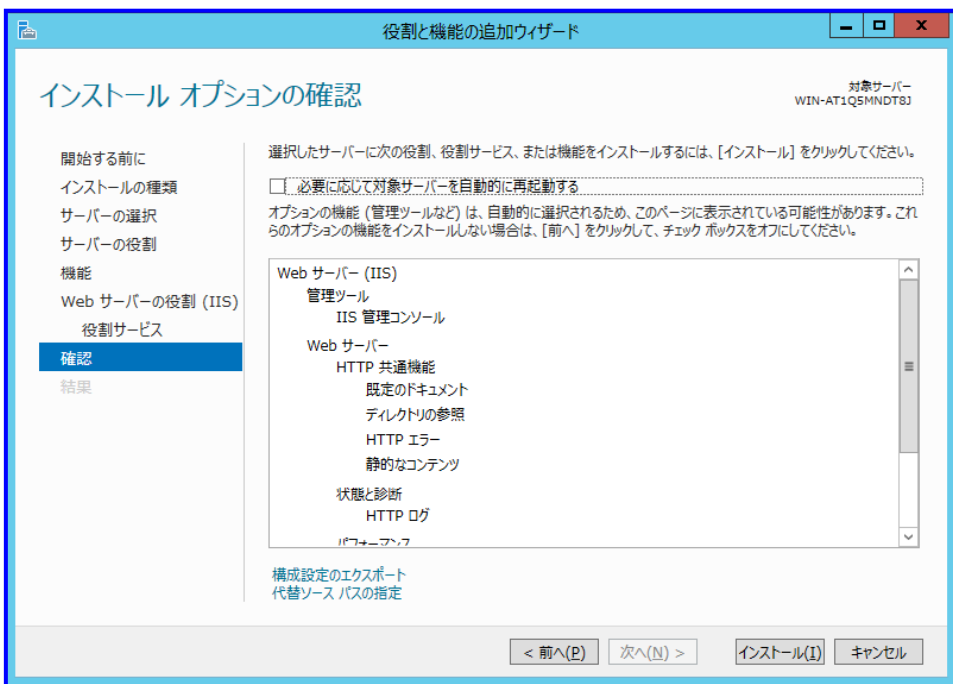 役割と機能の追加ウィザード
インストール オプションの確認
対象サーバー
WIN-AT1Q5MNDT8J
開始する前に
インストールの種類
サーバーの選択
サーバーの役割
機能
Web サーバーの役割 (IIS)
役割サービス
確認
結果
選択したサーバーに次の役割、役割サービス、または機能をインストールするには、[インストール] をクリックしてください。
必要に応じて対象サーバーを自動的に再起動する
オプションの機能 (管理ツールなど) は、自動的に選択されるため、このページに表示されている可能性があります。これ
らのオプションの機能をインストールしない場合は、[前へ] をクリックして、チェック ボックスをオフにしてください。
Web サーバー (IIS)
管理ツール
IIS 管理コンソール
Web サーバー
HTTP 共通機能
既定のドキュメント
ディレクトリの参照
HTTP エラー
静的なコンテンツ
状態と診断
HTTP ログ
パフォーマンス
構成設定のエクスポート
代替ソース パスの指定
< 前へ(P)
次へ(N) >
インストール(I)
キャンセル